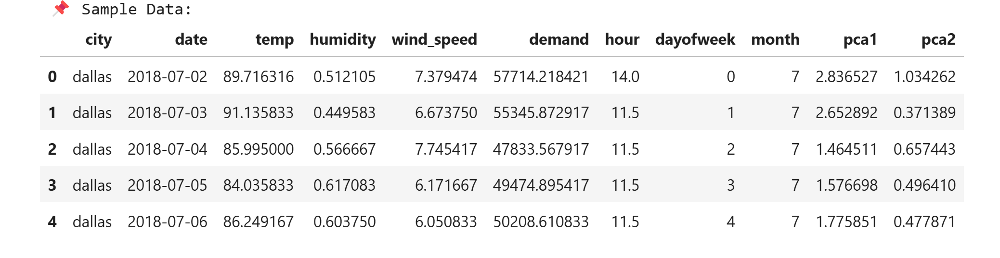 📌 Sample Data:
city date temp humidity wind_speed demand hour dayofweek month pca1 pca2
0 dallas 2018-07-02 89.716316 0.512105 7.379474 57714.218421 14.0 0 7 2.836527 1.034262
1 dallas 2018-07-03 91.135833 0.449583 6.673750 55345.872917 11.5 1 7 2.652892 0.371389
2 dallas 2018-07-04 85.995000 0.566667 7.745417 47833.567917 11.5 2 7 1.464511 0.657443
3 dallas 2018-07-05 84.035833 0.617083 6.171667 49474.895417 11.5 3 7 1.576698 0.496410
4 dallas 2018-07-06 86.249167 0.603750 6.050833 50208.610833 11.5 4 7 1.775851 0.477871